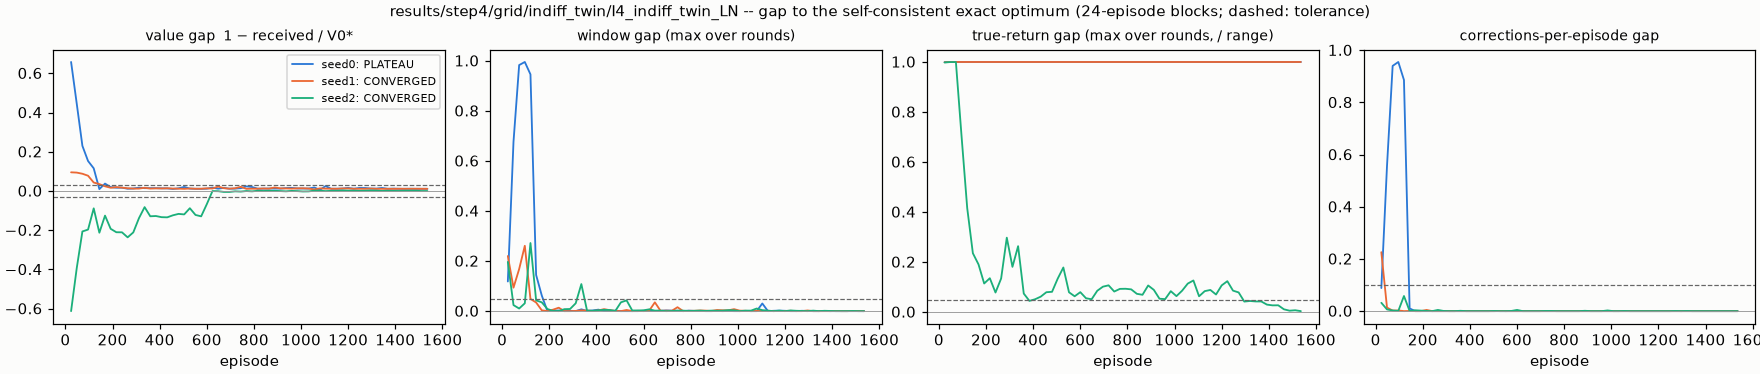 results/step4/grid/indiff_twin/I4_indiff_twin_LN -- gap to the self-consistent exact optimum (24-episode blocks; dashed: tolerance)
value gap 1 − received / V0*
0.6
0.4
0.2
0.0
−0.2
−0.4
−0.6
0 200 400 600 800 1000 1200 1400 1600
episode
seed0: PLATEAU
seed1: CONVERGED
seed2: CONVERGED
window gap (max over rounds)
1.0
0.8
0.6
0.4
0.2
0.0
0 200 400 600 800 1000 1200 1400 1600
episode
true-return gap (max over rounds, / range)
1.0
0.8
0.6
0.4
0.2
0.0
0 200 400 600 800 1000 1200 1400 1600
episode
corrections-per-episode gap
1.0
0.8
0.6
0.4
0.2
0.0
0 200 400 600 800 1000 1200 1400 160
episode